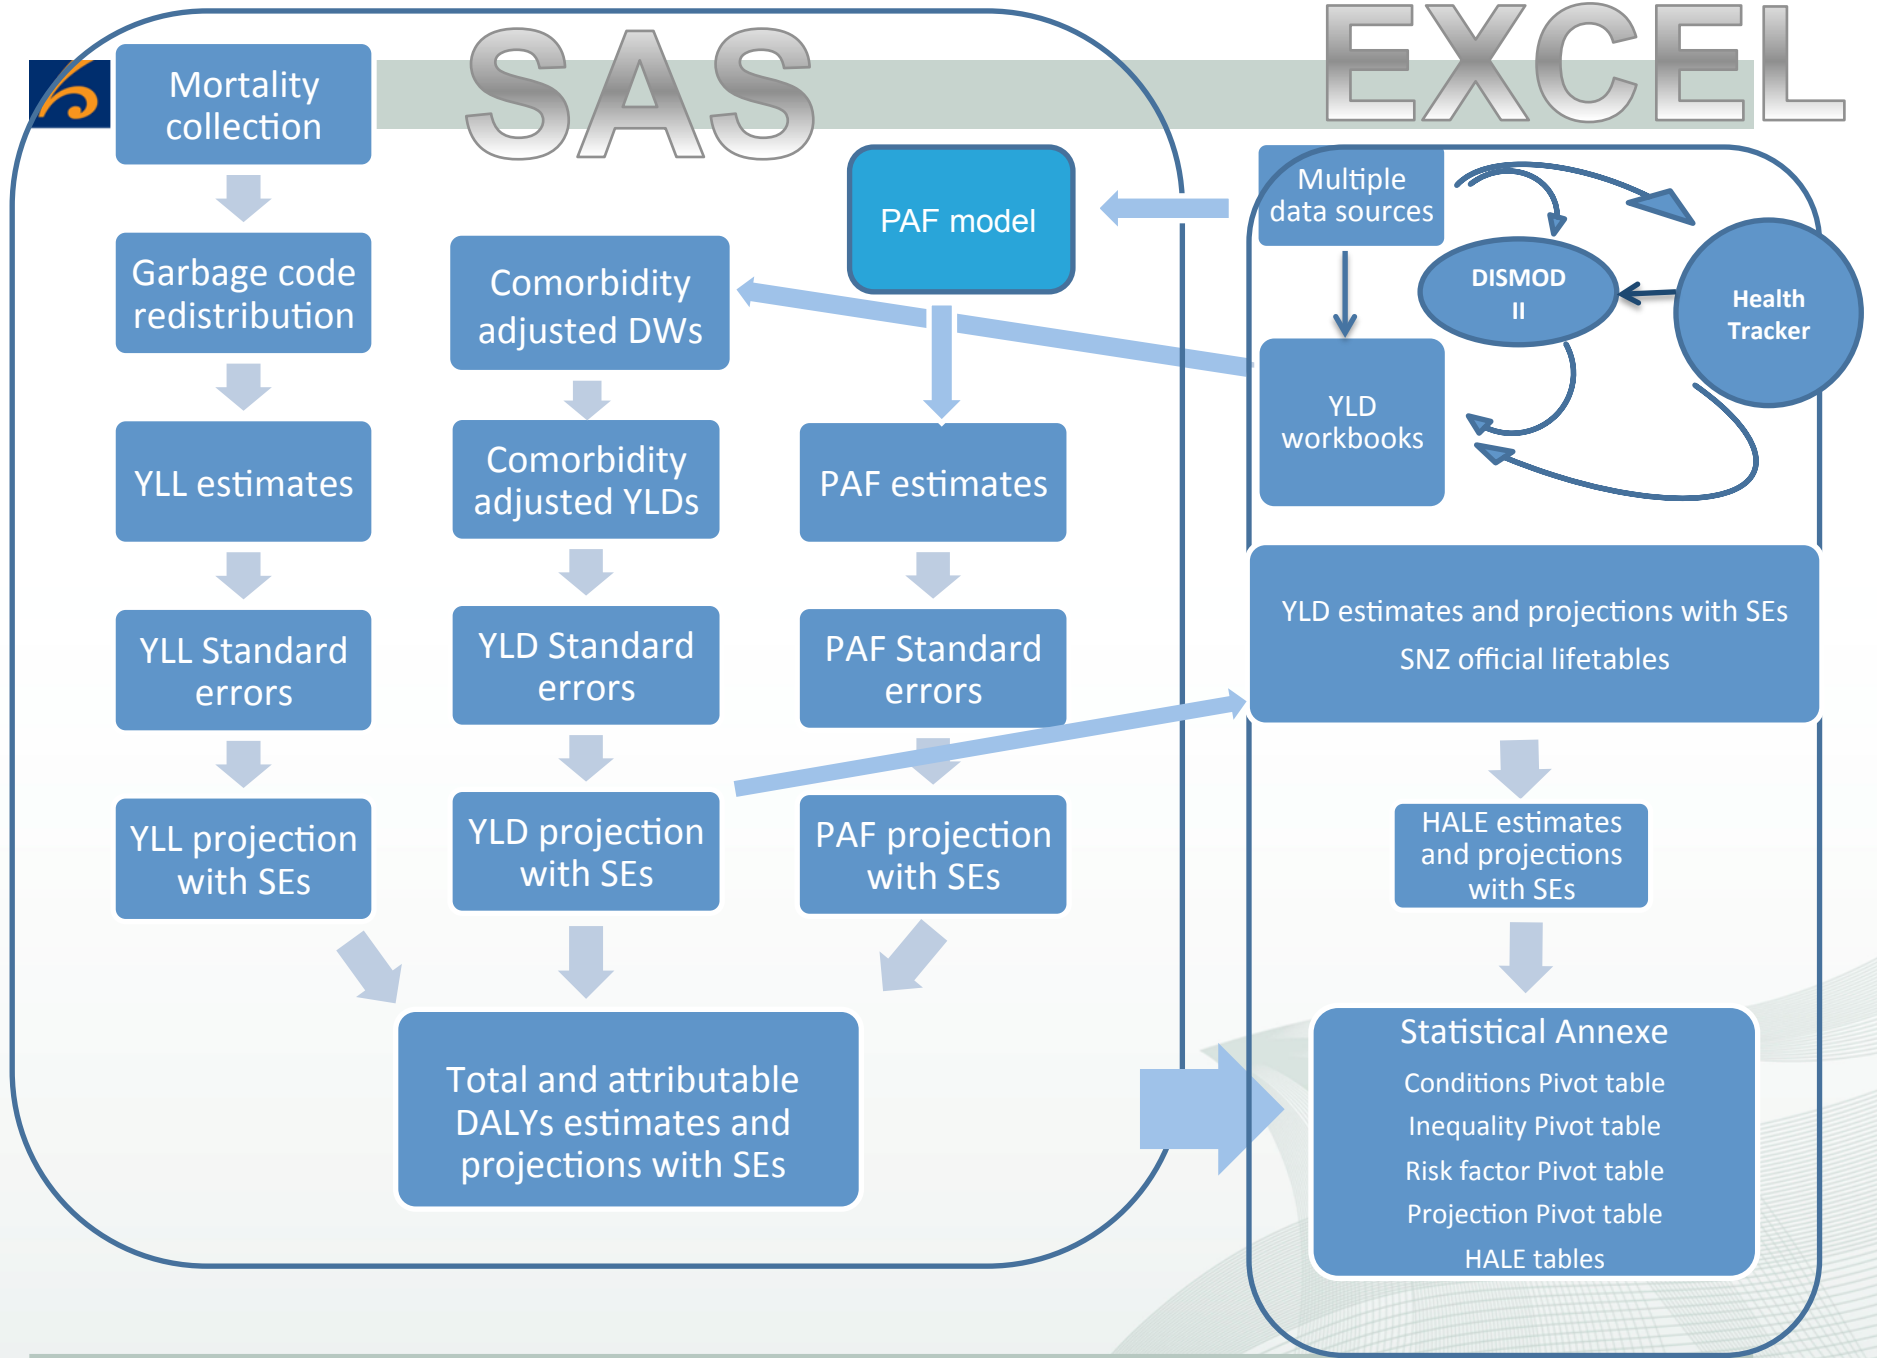 SAS
EXCEL
Mortality
collection
Garbage code
redistribution
YLL estimates
YLL Standard
errors
YLL projection
with SEs
Comorbidity
adjusted DWs
Comorbidity
adjusted YLDs
YLD Standard
errors
YLD projection
with SEs
PAF model
PAF estimates
PAF Standard
errors
PAF projection
with SEs
Total and attributable
DALYs estimates and
projections with SEs
Multiple
data sources
DISMOD
II
Health
Tracker
YLD
workbooks
YLD estimates and projections with SEs
SNZ official lifetables
HALE estimates
and projections
with SEs
Statistical Annexe
Conditions Pivot table
Inequality Pivot table
Risk factor Pivot table
Projection Pivot table
HALE tables